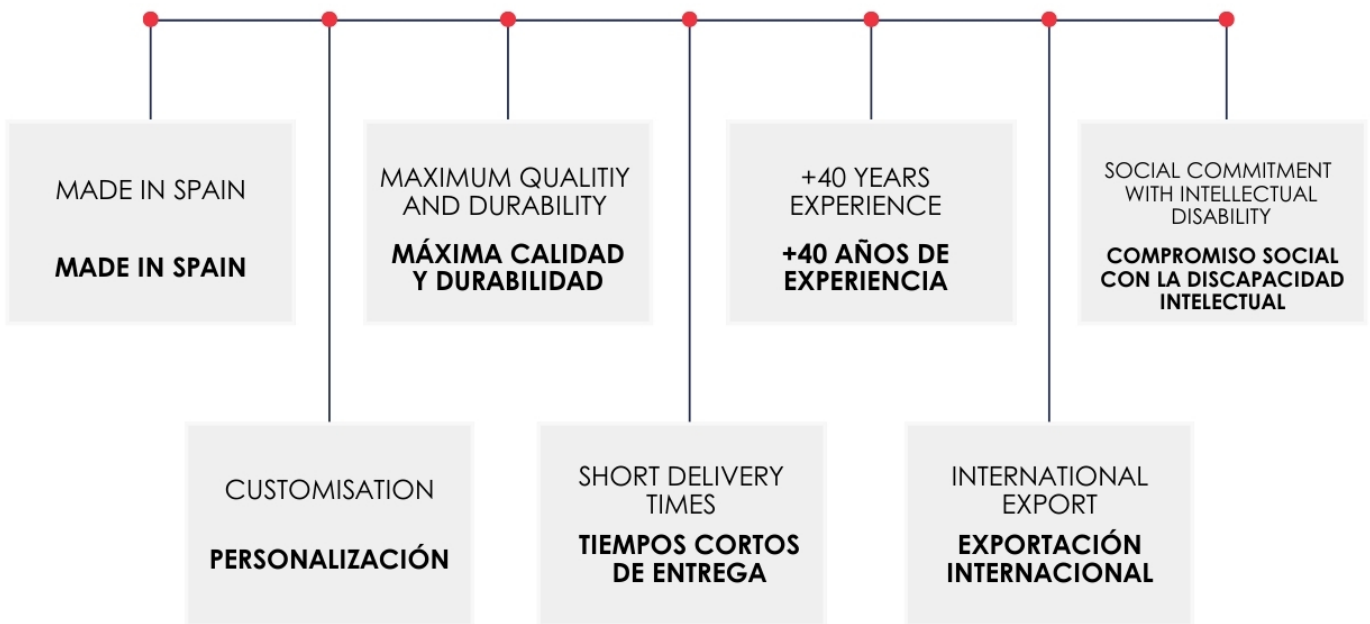 MADE IN SPAIN
MADE IN SPAIN
MAXIMUM QUALITIY
AND DURABILITY
MÁXIMA CALIDAD
Y DURABILIDAD
+40 YEARS
EXPERIENCE
+40 AÑOS DE
EXPERIENCIA
SOCIAL COMMITMENT
WITH INTELLECTUAL
DISABILITY
COMPROMISO SOCIAL
CON LA DISCAPACIDAD
INTELECTUAL
CUSTOMISATION
PERSONALIZACIÓN
SHORT DELIVERY
TIMES
TIEMPOS CORTOS
DE ENTREGA
INTERNATIONAL
EXPORT
EXPORTACIÓN
INTERNACIONAL